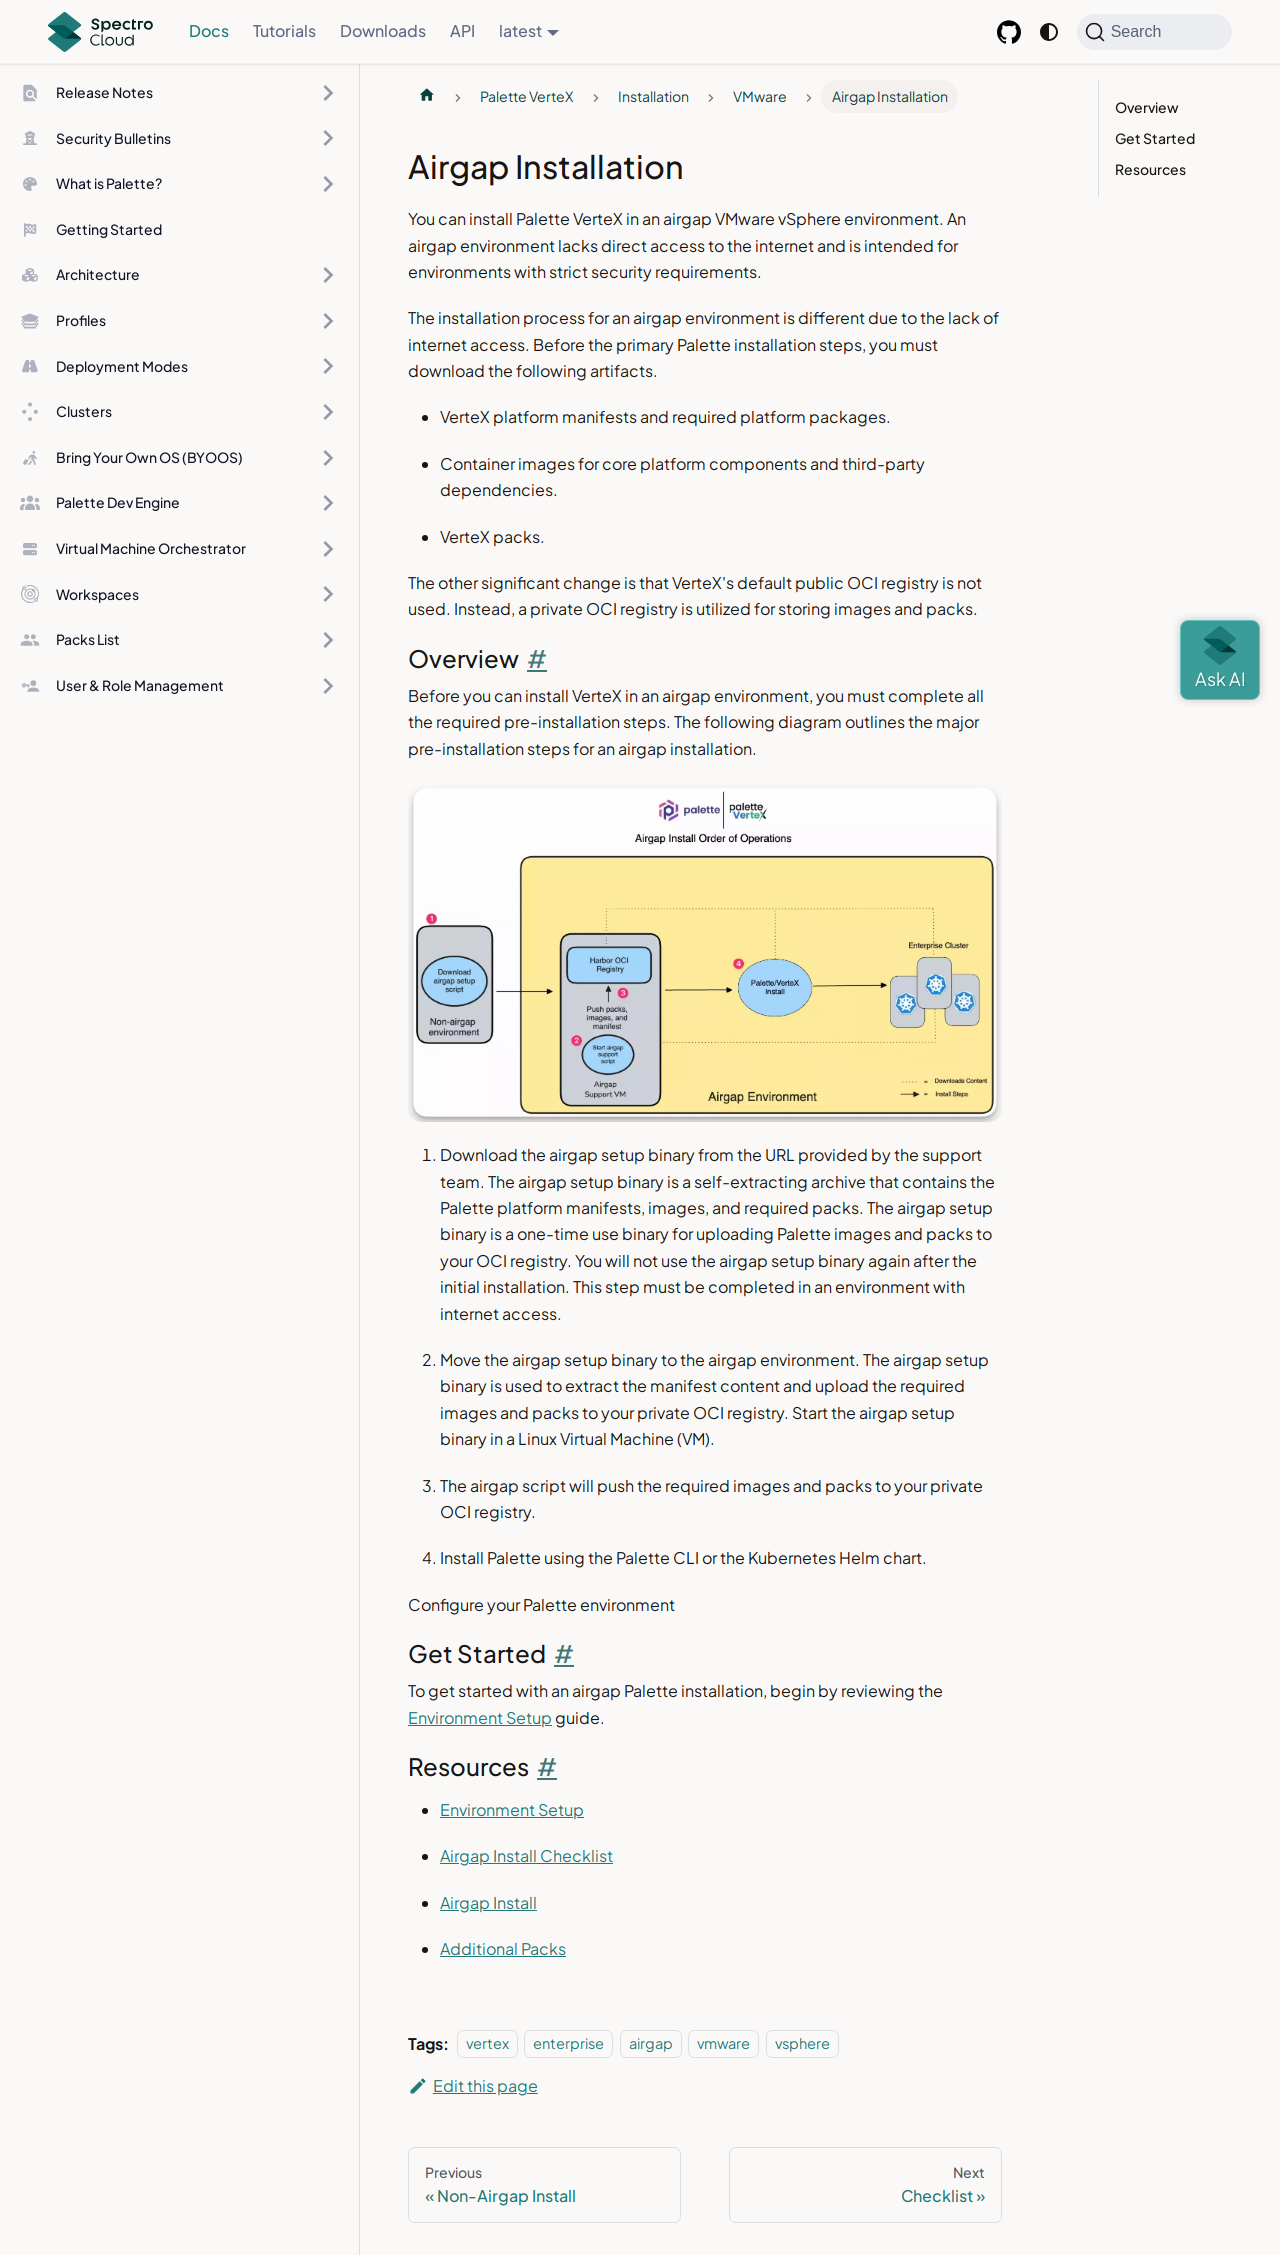 Spectro Cloud
Docs
Tutorials
Downloads
API
latest
Search
Release Notes
Security Bulletins
What is Palette?
Getting Started
Architecture
Profiles
Deployment Modes
Clusters
Bring Your Own OS (BYOOS)
Palette Dev Engine
Virtual Machine Orchestrator
Workspaces
Packs List
User & Role Management
Palette VerteX
Installation
VMware
Airgap Installation
Overview
Get Started
Resources
Airgap Installation
You can install Palette VerteX in an airgap VMware vSphere environment. An
airgap environment lacks direct access to the internet and is intended for
environments with strict security requirements.
The installation process for an airgap environment is different due to the lack of
internet access. Before the primary Palette installation steps, you must
download the following artifacts.
VerteX platform manifests and required platform packages.
Container images for core platform components and third-party
dependencies.
VerteX packs.
The other significant change is that VerteX's default public OCI registry is not
used. Instead, a private OCI registry is utilized for storing images and packs.
Overview #
Before you can install VerteX in an airgap environment, you must complete all
the required pre-installation steps. The following diagram outlines the major
pre-installation steps for an airgap installation.
palette
palette VerteX
Airgap Install Order of Operations
1
Download
airgap setup
script
Non-airgap
environment
Harbor OCI
Registry
3
Push packs,
images, and
manifest
2
Start airgap
support
script
Airgap
Support VM
4
Palette/VerteX
Install
Enterprise Cluster
Airgap Environment
= Downloads Content
= Install Steps
1. Download the airgap setup binary from the URL provided by the support
team. The airgap setup binary is a self-extracting archive that contains the
Palette platform manifests, images, and required packs. The airgap setup
binary is a one-time use binary for uploading Palette images and packs to
your OCI registry. You will not use the airgap setup binary again after the
initial installation. This step must be completed in an environment with
internet access.
2. Move the airgap setup binary to the airgap environment. The airgap setup
binary is used to extract the manifest content and upload the required
images and packs to your private OCI registry. Start the airgap setup
binary in a Linux Virtual Machine (VM).
3. The airgap script will push the required images and packs to your private
OCI registry.
4. Install Palette using the Palette CLI or the Kubernetes Helm chart.
Configure your Palette environment
Get Started #
To get started with an airgap Palette installation, begin by reviewing the
Environment Setup guide.
Resources #
Environment Setup
Airgap Install Checklist
Airgap Install
Additional Packs
Tags: vertex enterprise airgap vmware vsphere
Edit this page
Previous
« Non-Airgap Install
Next
Checklist »
Ask AI